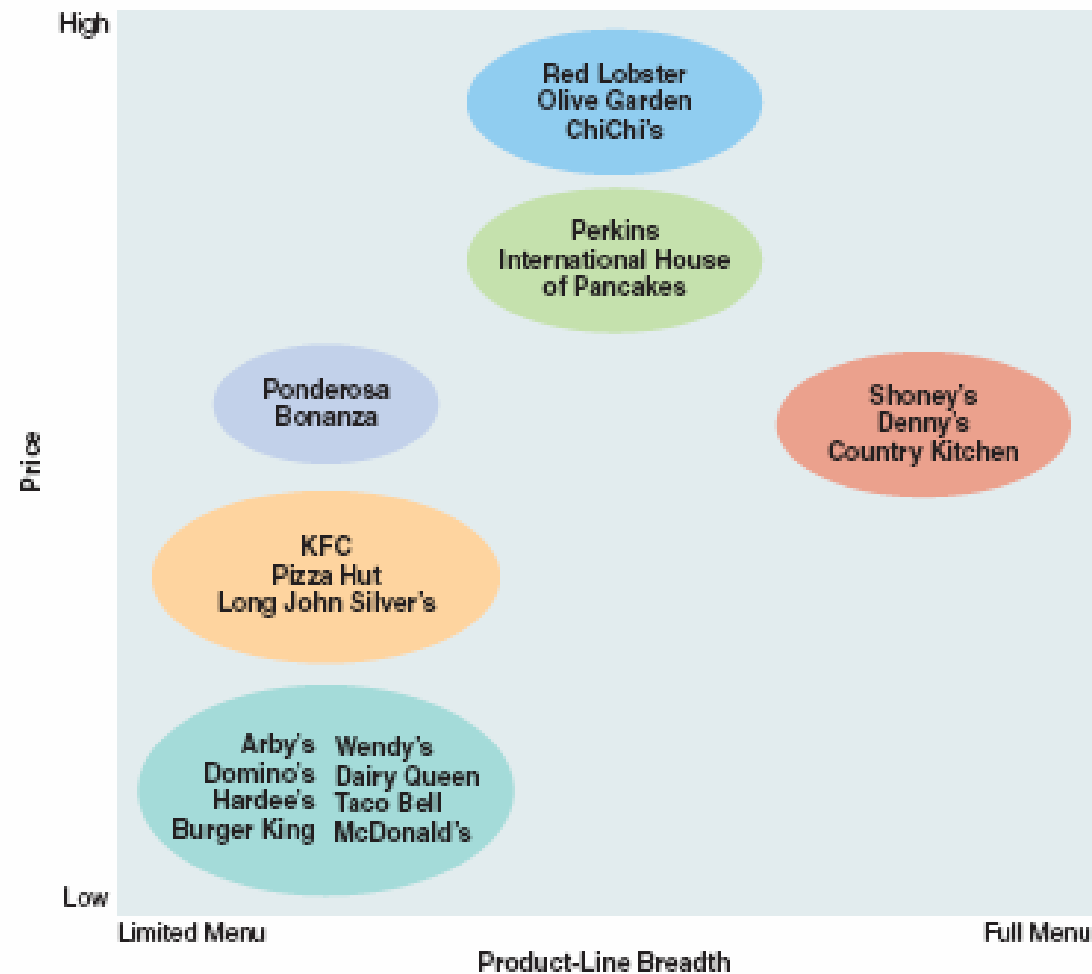 High
Red Lobster
Olive Garden
ChiChi's
Perkins
International House
of Pancakes
Ponderosa
Bonanza
Shoney's
Denny's
Country Kitchen
Price
KFC
Pizza Hut
Long John Silver's
Arby's Wendy's
Domino's Dairy Queen
Hardee's Taco Bell
Burger King McDonald's
Low
Limited Menu Full Menu
Product-Line Breadth